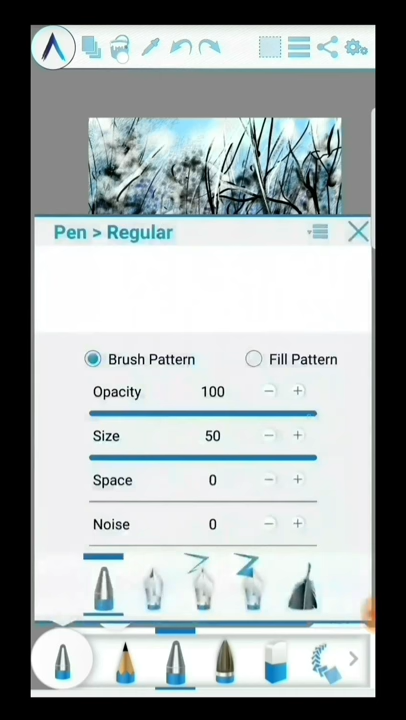 Pen > Regular
Brush Pattern Fill Pattern
Opacity 100 − +
Size 50 − +
Space 0 − +
Noise 0 − +